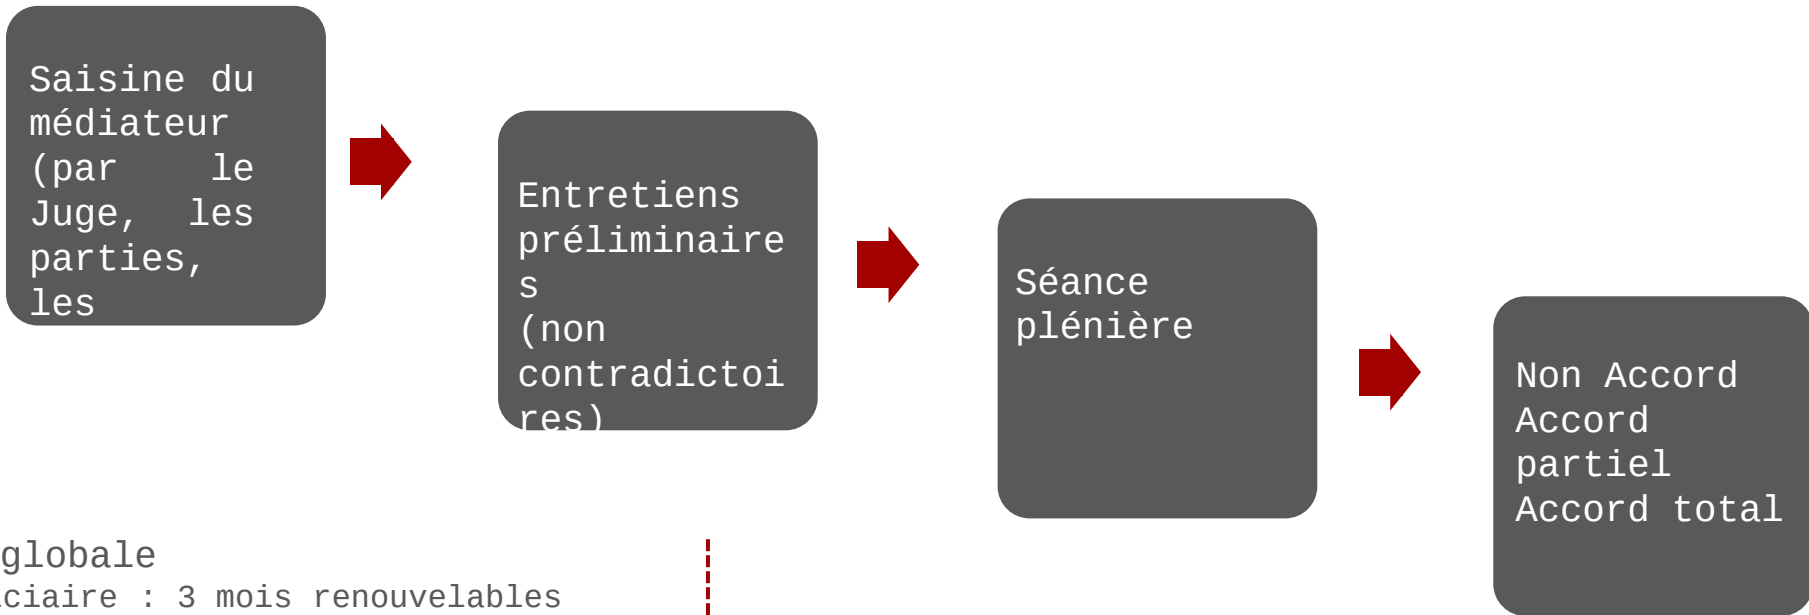 Saisine du
médiateur
(par le
Juge, les
parties,
les
Entretiens
préliminaire
s
(non
contradictoi
res)
Séance
plénière
Non Accord
Accord
partiel
Accord total
globale
ciaire : 3 mois renouvelables